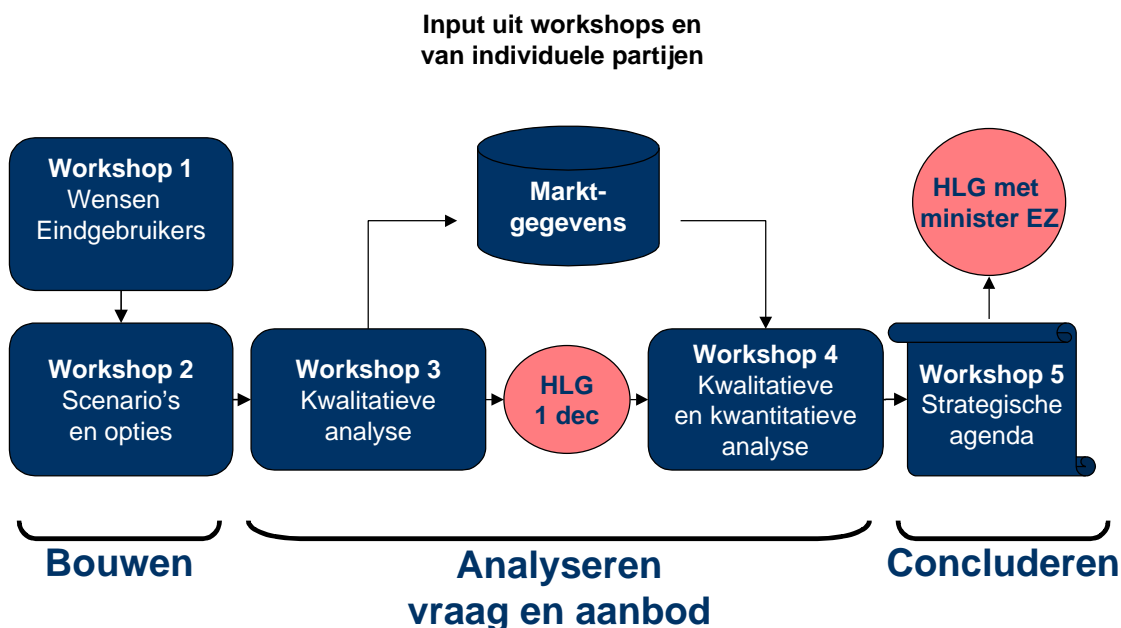 Input uit workshops en
van individuele partijen
Workshop 1
Wensen
Eindgebruikers
Markt-
gegevens
HLG met
minister EZ
Workshop 2
Scenario's
en opties
Workshop 3
Kwalitatieve
analyse
HLG
1 dec
Workshop 4
Kwalitatieve
en kwantitatieve
analyse
Workshop 5
Strategische
agenda
Bouwen
Analyseren
vraag en aanbod
Concluderen